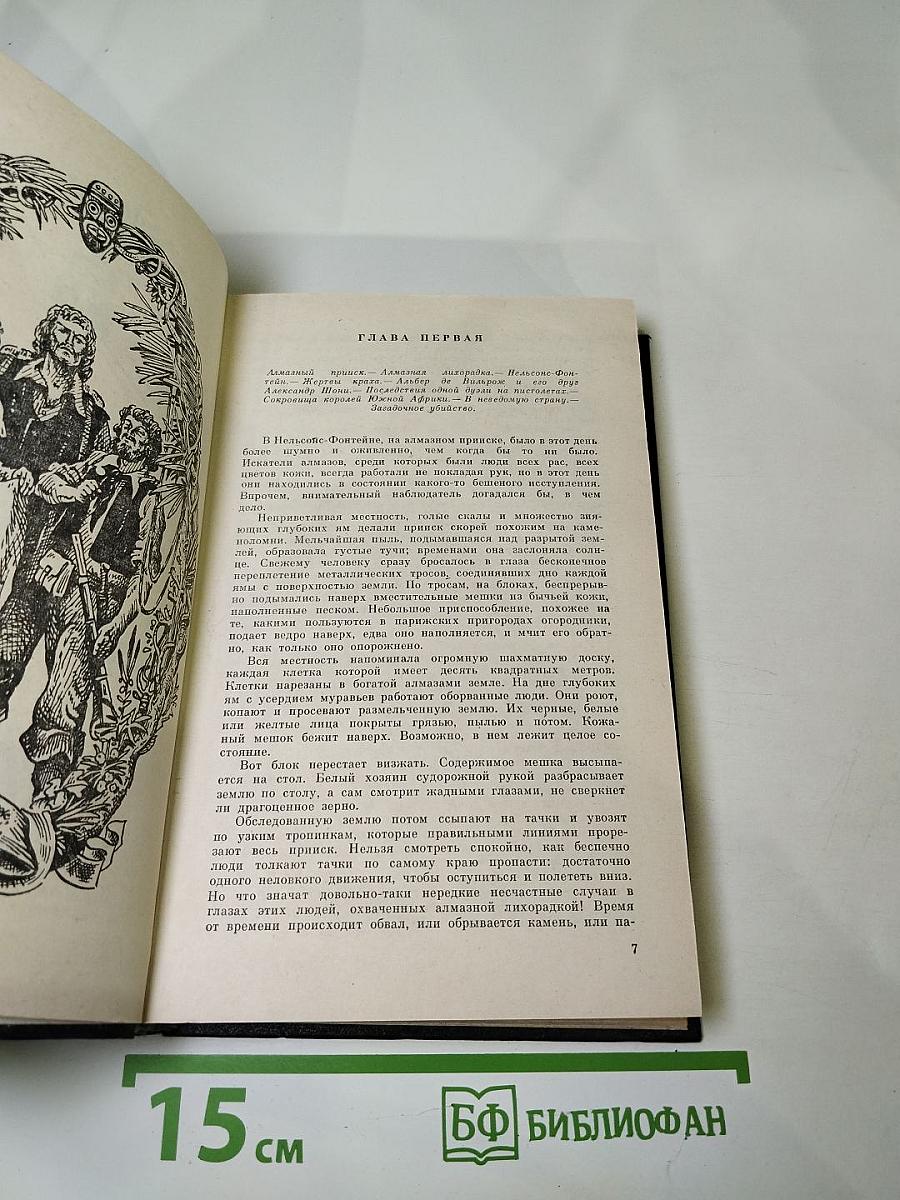 ГЛАВА ПЕРВАЯ
Алмазный прииск.— Алмазная лихорадка.— Нельсонс-Фон-
тейн.— Жертвы краха.— Альбер де Вильрож и его друг
Александр Шони.— Последствия одной дуэли на пистолетах.—
Сокровища королей Южной Африки.— В неведомую страну.—
Загадочное убийство.
В Нельсонс-Фонтейне, на алмазном прииске, было в этот день
более шумно и оживленно, чем когда бы то ни было.
Искатели алмазов, среди которых были люди всех рас, всех
цветов кожи, всегда работали не покладая рук, но в этот день
они находились в состоянии какого-то бешеного исступления.
Впрочем, внимательный наблюдатель догадался бы, в чем
дело.
Неприветливая местность, голые скалы и множество зия-
ющих глубоких ям делали прииск скорей похожим на каме-
ноломни. Мельчайшая пыль, подымавшаяся над разрытой зем-
лей, образовала густые тучи; временами она заслоняла солн-
це. Свежему человеку сразу бросалось в глаза бесконечное
переплетение металлических тросов, соединявших дно каждой
ямы с поверхностью земли. По тросам, на блоках, беспрерыв-
но подымались наверх вместительные мешки из бычьей кожи,
наполненные песком. Небольшое приспособление, похожее на
те, какими пользуются в парижских пригородах огородники,
подает ведро наверх, едва оно наполняется, и мчит его обрат-
но, как только оно опорожнено.
Вся местность напоминала огромную шахматную доску,
каждая клетка которой имеет десять квадратных метров.
Клетки нарезаны в богатой алмазами земле. На дне глубоких
ям с усердием муравьев работают оборванные люди. Они роют,
копают и просевают размельченную землю. Их черные, белые
или желтые лица покрыты грязью, пылью и потом. Кожа-
ный мешок бежит наверх. Возможно, в нем лежит целое со-
стояние.
Вот блок перестает визжать. Содержимое мешка высыпа-
ется на стол. Белый хозяин судорожной рукой разбрасывает
землю по столу, а сам смотрит жадными глазами, не сверкнет
ли драгоценное зерно.
Обследованную землю потом ссыпают на тачки и увозят
по узким тропинкам, которые правильными линиями проре-
зают весь прииск. Нельзя смотреть спокойно, как беспечно
люди толкают тачки по самому краю пропасти: достаточно
одного неловкого движения, чтобы оступиться и полететь вниз.
Но что значат довольно-таки нередкие несчастные случаи в
глазах этих людей, охваченных алмазной лихорадкой! Время
от времени происходит обвал, или обрывается камень, или па-
7
15 см
БФ БИБЛИОФАН